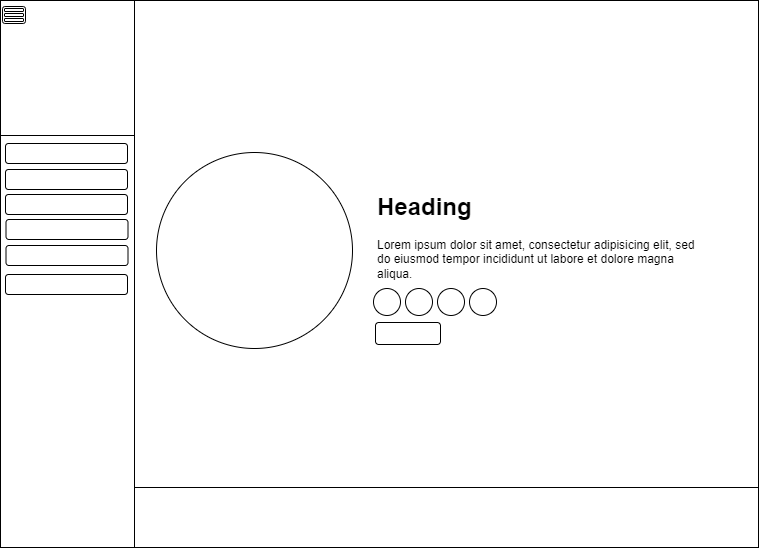 Heading
Lorem ipsum dolor sit amet, consectetur adipisicing elit, sed
do eiusmod tempor incididunt ut labore et dolore magna
aliqua.